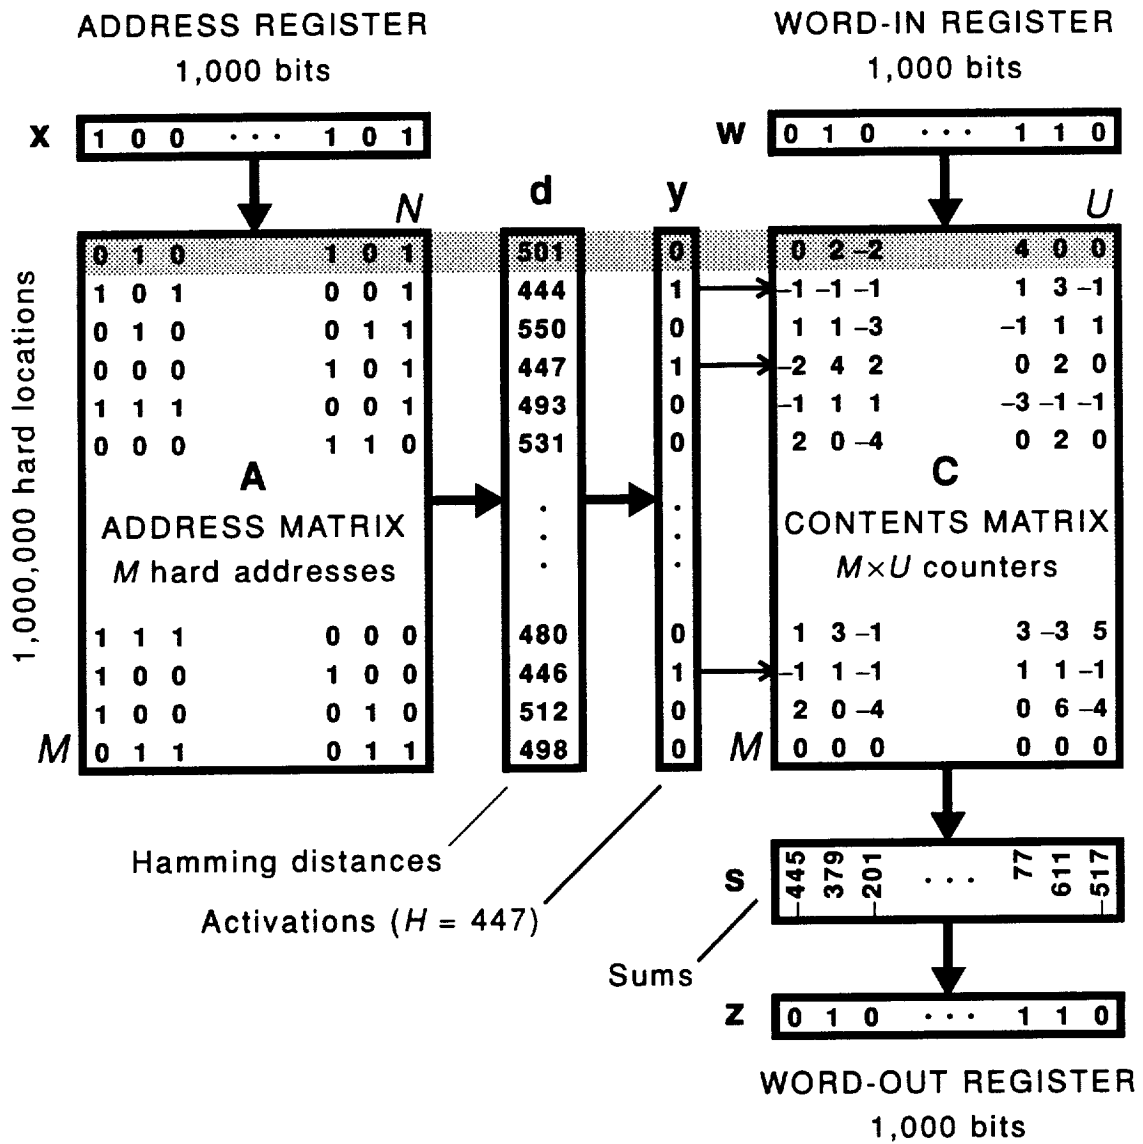 ADDRESS REGISTER
1,000 bits
x
1 0 0 · · · 1 0 1
WORD-IN REGISTER
1,000 bits
w
0 1 0 · · · 1 1 0
N
d
y
U
1,000,000 hard locations
0 1 0 1 0 1 501 0 0 2 -2 4 0 0
1 0 1 0 0 1 444 1 -1 -1 -1 1 3 -1
0 1 0 0 1 1 550 0 1 1 -3 -1 1 1
0 0 0 1 0 1 447 1 -2 4 2 0 2 0
1 1 1 0 0 1 493 0 -1 1 1 -3 -1 -1
0 0 0 1 1 0 531 0 2 0 -4 0 2 0
A
ADDRESS MATRIX
M hard addresses
C
CONTENTS MATRIX
M×U counters
1 1 1 0 0 0 480 0 1 3 -1 3 -3 5
1 0 0 1 0 0 446 1 -1 1 -1 1 1 -1
1 0 0 0 1 0 512 0 2 0 -4 0 6 -4
M 0 1 1 0 1 1 498 0 M 0 0 0 0 0 0
Hamming distances
Activations (H = 447)
Sums
s
-445 379 -201 · · · 77 611 -517
z
0 1 0 · · · 1 1 0
WORD-OUT REGISTER
1,000 bits